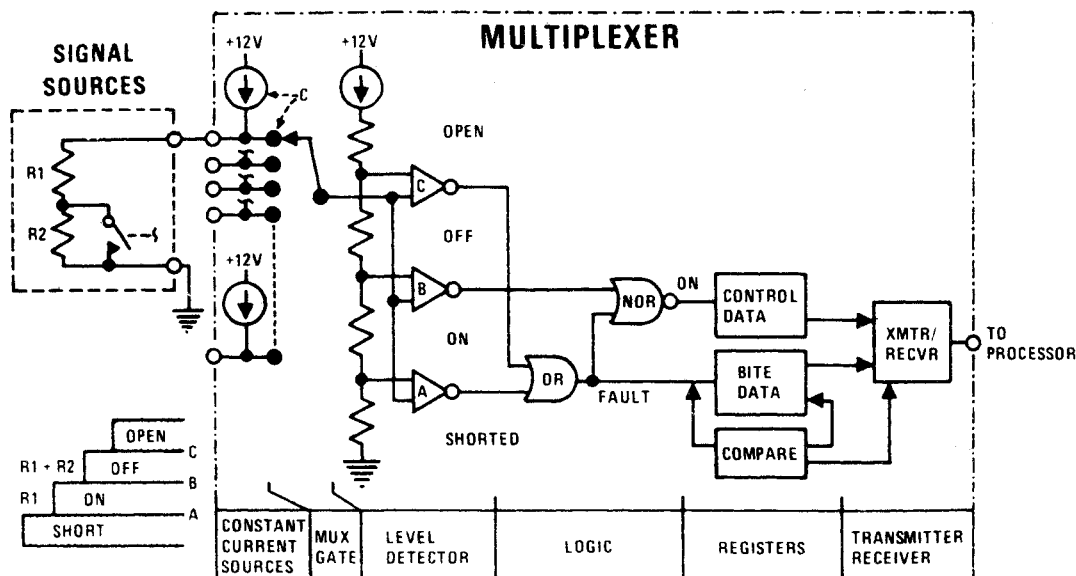 MULTIPLEXER
SIGNAL
SOURCES
+12V
+12V
C
R1
R2
+12V
OPEN
C
OFF
B
ON
A
SHORTED
NOR
ON
OR
FAULT
CONTROL
DATA
BITE
DATA
COMPARE
XMTR/
RECVR
TO
PROCESSOR
OPEN
C
R1 + R2
OFF
B
R1
ON
A
SHORT
CONSTANT
CURRENT
SOURCES
MUX
GATE
LEVEL
DETECTOR
LOGIC
REGISTERS
TRANSMITTER
RECEIVER